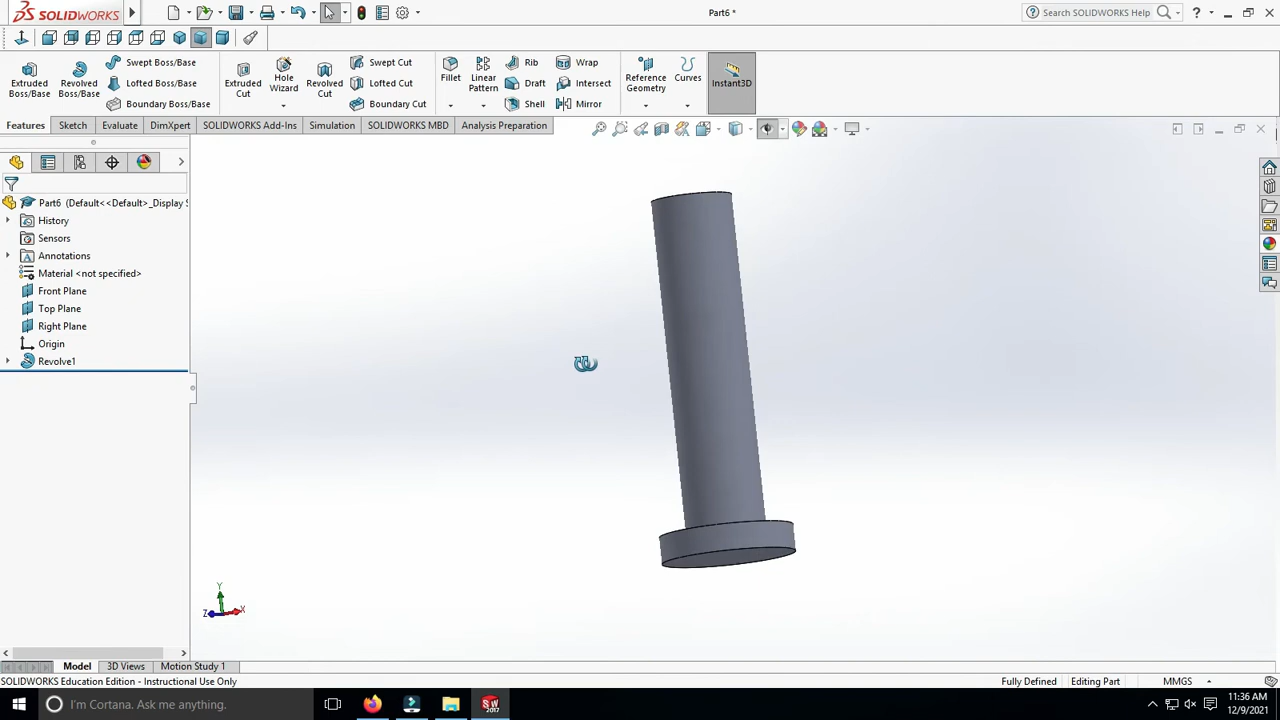 SOLIDWORKS
Part6 *
Search SOLIDWORKS Help
Extruded
Boss/Base
Revolved
Boss/Base
Swept Boss/Base
Lofted Boss/Base
Boundary Boss/Base
Extruded
Cut
Hole
Wizard
Revolved
Cut
Swept Cut
Lofted Cut
Boundary Cut
Fillet
Linear
Pattern
Rib
Draft
Shell
Wrap
Intersect
Mirror
Reference
Geometry
Curves
Instant3D
Features Sketch Evaluate DimXpert SOLIDWORKS Add-Ins Simulation SOLIDWORKS MBD Analysis Preparation
Part6 (Default<<Default>_Display
History
Sensors
Annotations
Material <not specified>
Front Plane
Top Plane
Right Plane
Origin
Revolve1
Y
Z X
Model 3D Views Motion Study 1
SOLIDWORKS Education Edition - Instructional Use Only
Fully Defined Editing Part MMGS
I'm Cortana. Ask me anything.
SW
2017
11:36 AM
12/9/2021